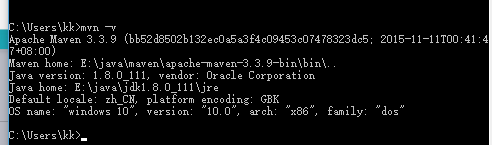 C:\Users\kk>mvn -v
Apache Maven 3.3.9 (bb52d8502b132ec0a5a3f4c09453c07478323dc5; 2015-11-11T00:41:4
7+08:00)
Maven home: E:\java\maven\apache-maven-3.3.9-bin\bin\..
Java version: 1.8.0_111, vendor: Oracle Corporation
Java home: E:\java\jdk1.8.0_111\jre
Default locale: zh_CN, platform encoding: GBK
OS name: "windows 10", version: "10.0", arch: "x86", family: "dos"
C:\Users\kk>